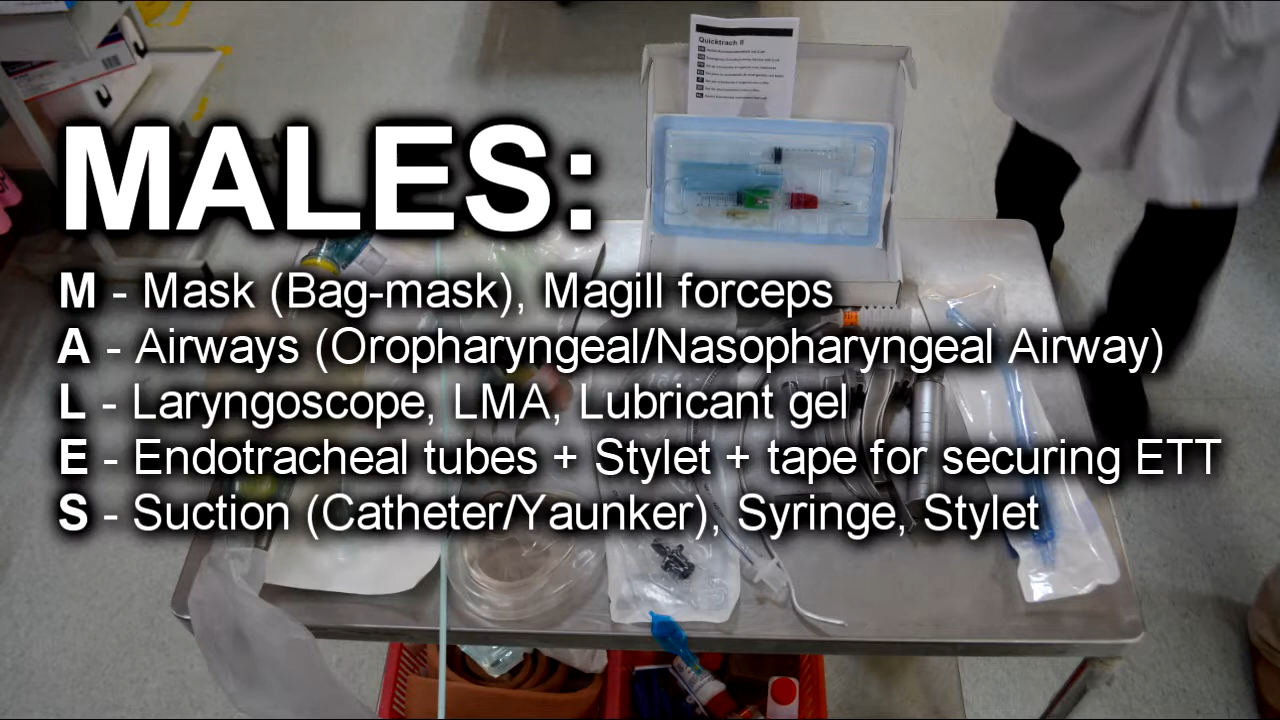 Quicktrach II
MALES:
M - Mask (Bag-mask), Magill forceps
A - Airways (Oropharyngeal/Nasopharyngeal Airway)
L - Laryngoscope, LMA, Lubricant gel
E - Endotracheal tubes + Stylet + tape for securing ETT
S - Suction (Catheter/Yaunker), Syringe, Stylet